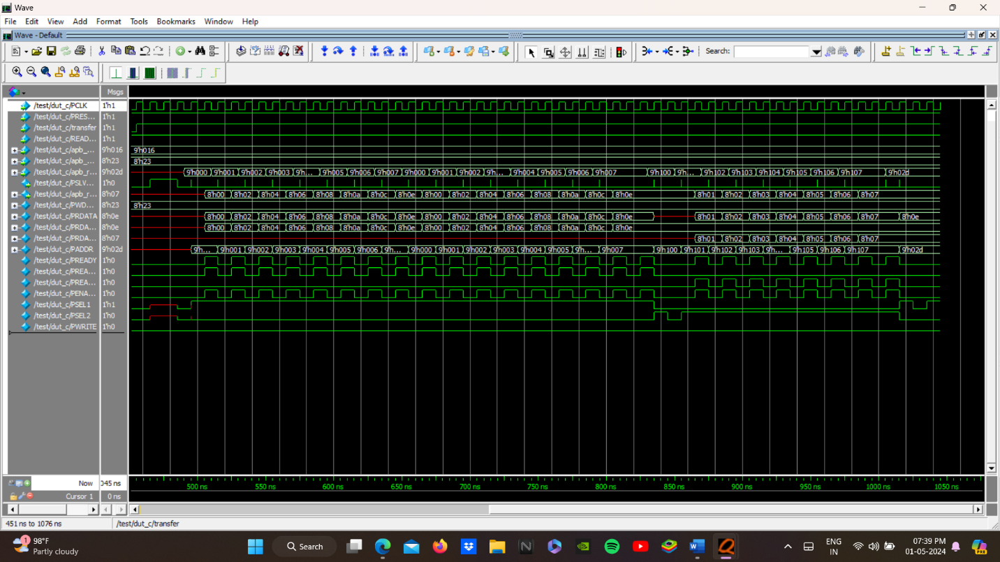 Wave
File Edit View Add Format Tools Bookmarks Window Help
Wave - Default
Search:
Msgs
/test/dut_c/PCLK 1'h1
/test/dut_c/PRES... 1'h1
/test/dut_c/transfer 1'h1
/test/dut_c/READ... 1'h1
/test/dut_c/apb_... 9'h016 9'h016
/test/dut_c/apb_... 8'h23 8'h23
/test/dut_c/apb_r... 9'h02d 9'h000 9'h001 9'h002 9'h003 9'h... 9'h005 9'h006 9'h007 9'h000 9'h001 9'h002 9'h... 9'h004 9'h005 9'h006 9'h007 9'h100 9'h... 9'h102 9'h103 9'h104 9'h105 9'h106 9'h107 9'h02d
/test/dut_c/PSLV... 1'h0
/test/dut_c/apb_r... 8'h07 8'h00 8'h02 8'h04 8'h06 8'h08 8'h0a 8'h0c 8'h0e 8'h00 8'h02 8'h04 8'h06 8'h08 8'h0a 8'h0c 8'h0e 8'h01 8'h02 8'h03 8'h04 8'h05 8'h06 8'h07
/test/dut_c/PWD... 8'h23 8'h23
/test/dut_c/PRDATA 8'h0e 8'h00 8'h02 8'h04 8'h06 8'h08 8'h0a 8'h0c 8'h0e 8'h00 8'h02 8'h04 8'h06 8'h08 8'h0a 8'h0c 8'h0e 8'h01 8'h02 8'h03 8'h04 8'h05 8'h06 8'h07 8'h0e
/test/dut_c/PRDA... 8'h0e 8'h00 8'h02 8'h04 8'h06 8'h08 8'h0a 8'h0c 8'h0e 8'h00 8'h02 8'h04 8'h06 8'h08 8'h0a 8'h0c 8'h0e
/test/dut_c/PRDA... 8'h07 8'h01 8'h02 8'h03 8'h04 8'h05 8'h06 8'h07
/test/dut_c/PADDR 9'h02d 9'h... 9'h001 9'h002 9'h003 9'h004 9'h005 9'h006 9'h... 9'h000 9'h001 9'h002 9'h003 9'h004 9'h005 9'h... 9'h007 9'h100 9'h101 9'h102 9'h103 9'h... 9'h105 9'h106 9'h107 9'h02d
/test/dut_c/PREADY 1'h0
/test/dut_c/PREA... 1'h0
/test/dut_c/PREA... 1'h0
/test/dut_c/PENA... 1'h0
/test/dut_c/PSEL1 1'h1
/test/dut_c/PSEL2 1'h0
/test/dut_c/PWRITE 1'h0
Now 045 ns 500 ns 550 ns 600 ns 650 ns 700 ns 750 ns 800 ns 850 ns 900 ns 950 ns 1000 ns 1050 ns
Cursor 1 0 ns
451 ns to 1076 ns /test/dut_c/transfer
1 98°F
Partly cloudy
Search
ENG
IN
07:39 PM
01-05-2024
PRE